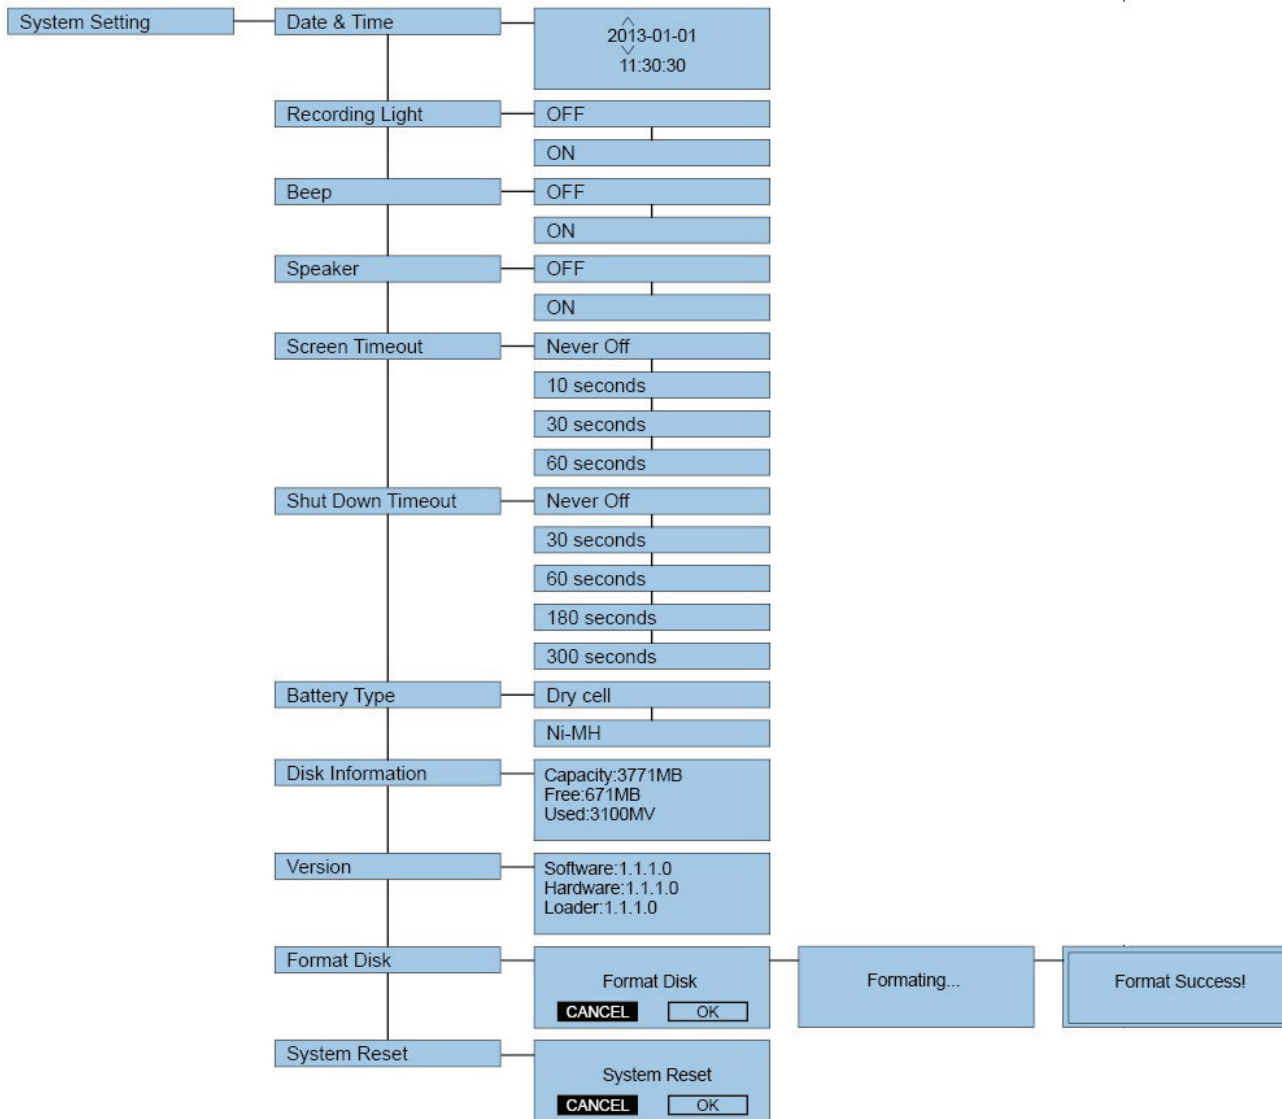 System Setting
Date & Time
2013-01-01
11:30:30
Recording Light
OFF
ON
Beep
OFF
ON
Speaker
OFF
ON
Screen Timeout
Never Off
10 seconds
30 seconds
60 seconds
Shut Down Timeout
Never Off
30 seconds
60 seconds
180 seconds
300 seconds
Battery Type
Dry cell
Ni-MH
Disk Information
Capacity:3771MB
Free:671MB
Used:3100MV
Version
Software:1.1.1.0
Hardware:1.1.1.0
Loader:1.1.1.0
Format Disk
Format Disk
CANCEL OK
Formating...
Format Success!
System Reset
System Reset
CANCEL OK